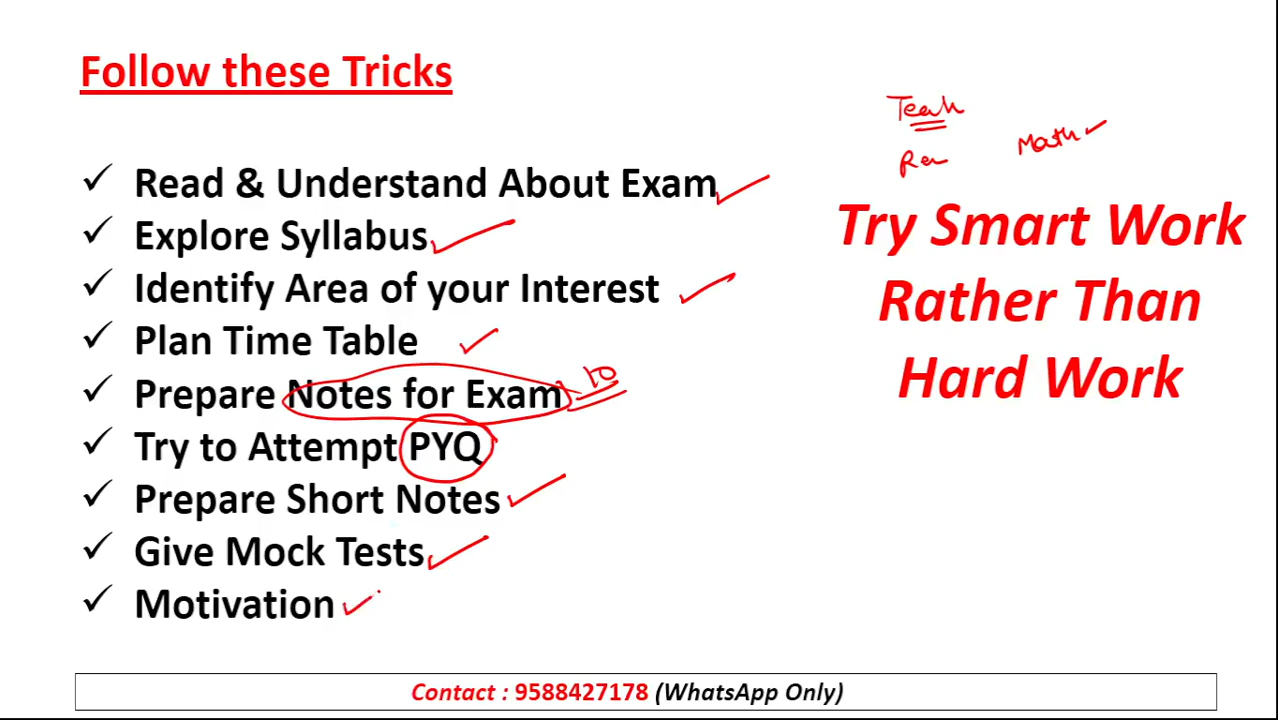 Follow these Tricks
✓ Read & Understand About Exam
✓ Explore Syllabus
✓ Identify Area of your Interest
✓ Plan Time Table
✓ Prepare Notes for Exam
10
✓ Try to Attempt PYQ
✓ Prepare Short Notes
✓ Give Mock Tests
✓ Motivation
Math
Try Smart Work
Rather Than
Hard Work
Contact : 9588427178 (WhatsApp Only)